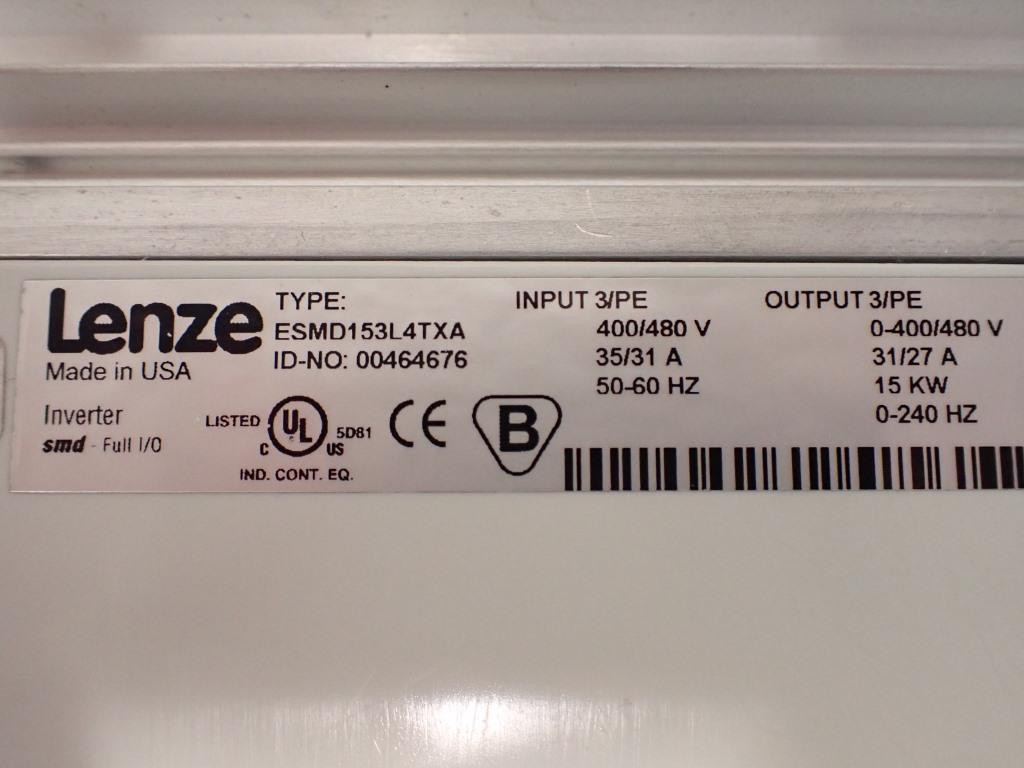 Lenze
Made in USA
Inverter
smd - Full I/O
TYPE:
ESMD153L4TXA
ID-NO: 00464676
LISTED
UL
C
US
5D81
IND. CONT. EQ.
CE
B
INPUT 3/PE
400/480 V
35/31 A
50-60 HZ
OUTPUT 3/PE
0-400/480 V
31/27 A
15 KW
0-240 HZ